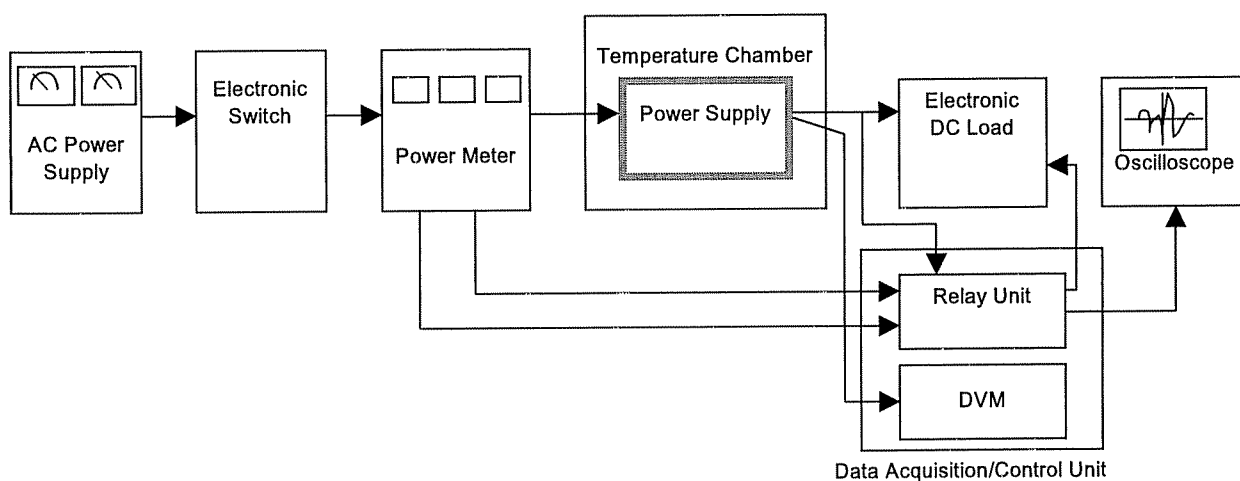 AC Power
Supply
Electronic
Switch
Power Meter
Temperature Chamber
Power Supply
Electronic
DC Load
Oscilloscope
Relay Unit
DVM
Data Acquisition/Control Unit